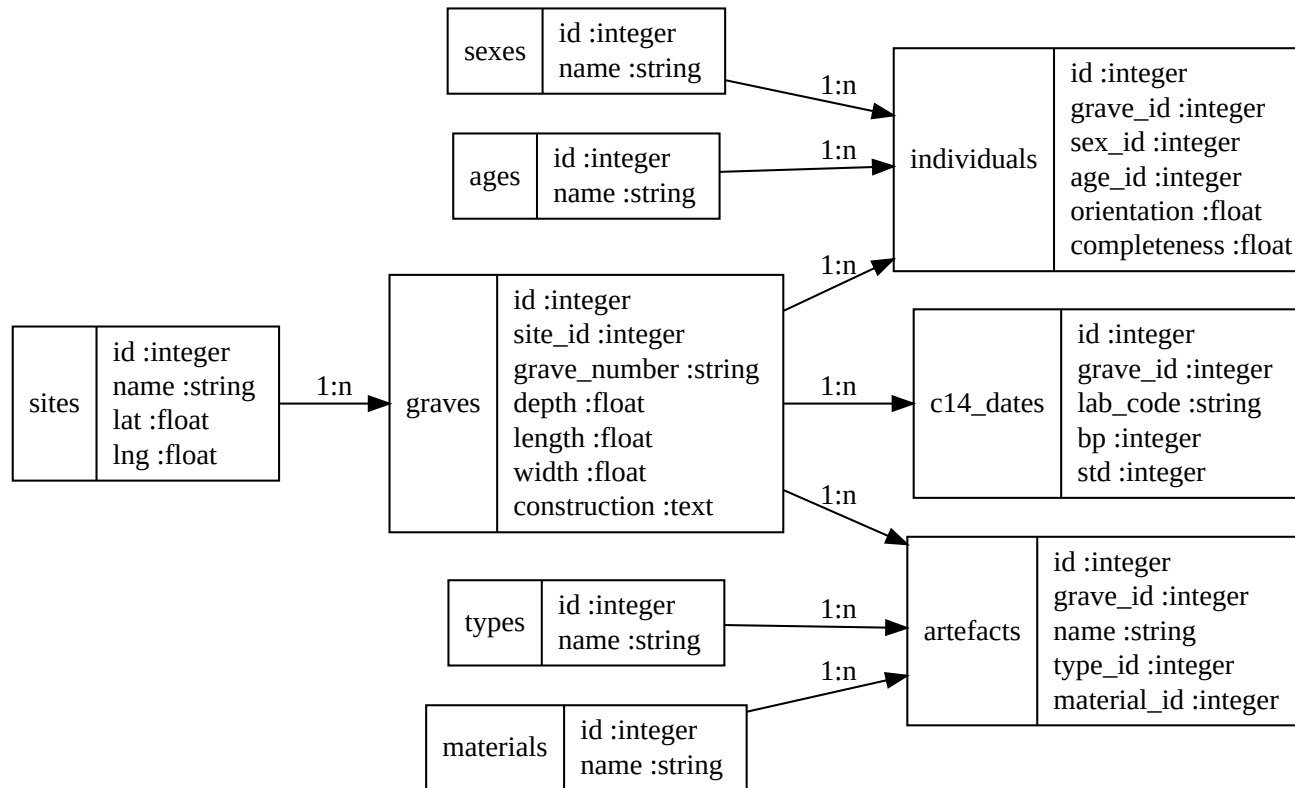 sexes
id :integer
name :string
1:n
ages
id :integer
name :string
1:n
individuals
id :integer
grave_id :integer
sex_id :integer
age_id :integer
orientation :float
completeness :float
sites
id :integer
name :string
lat :float
lng :float
1:n
graves
id :integer
site_id :integer
grave_number :string
depth :float
length :float
width :float
construction :text
1:n
1:n
1:n
c14_dates
id :integer
grave_id :integer
lab_code :string
bp :integer
std :integer
types
id :integer
name :string
1:n
materials
id :integer
name :string
1:n
artefacts
id :integer
grave_id :integer
name :string
type_id :integer
material_id :integer